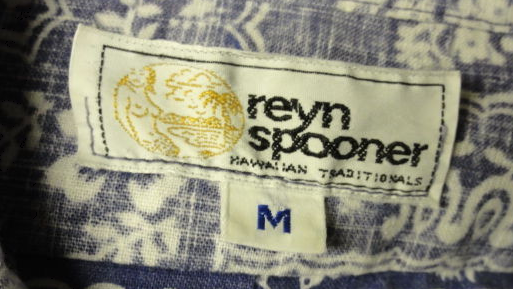 reyn
spooner
HAWAIIAN TRADITIONALS
M